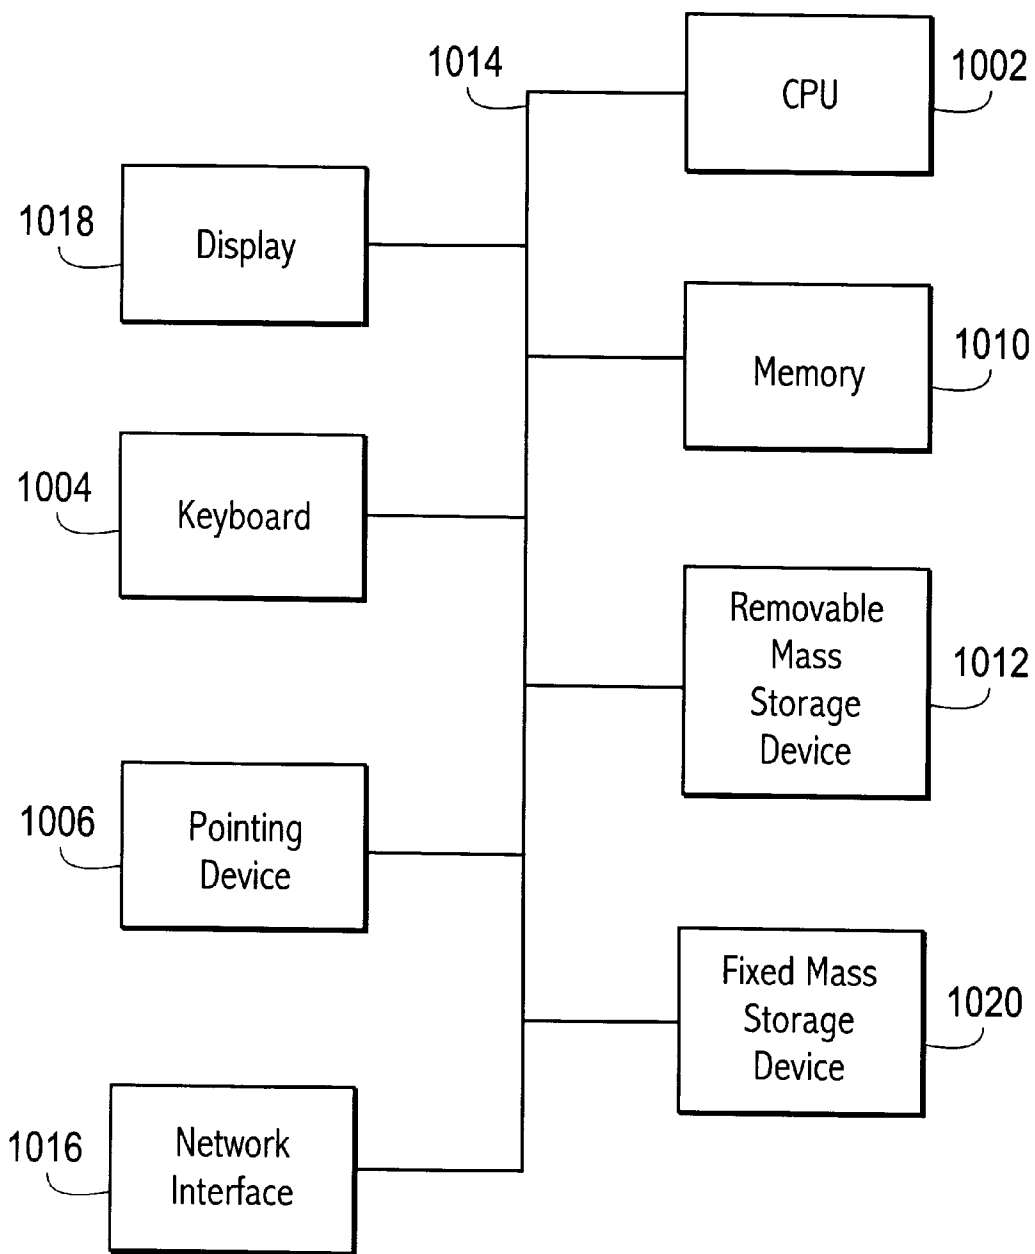 1014
CPU
1002
1018
Display
Memory
1010
1004
Keyboard
Removable
Mass
Storage
Device
1012
1006
Pointing
Device
Fixed Mass
Storage
Device
1020
1016
Network
Interface